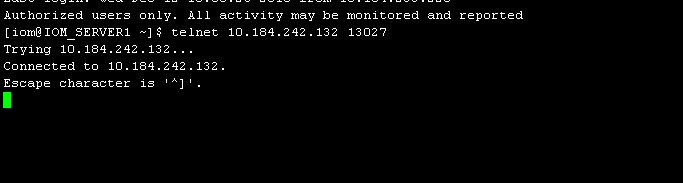 Authorized users only. All activity may be monitored and reported
[iom@IOM_SERVER1 ~]$ telnet 10.184.242.132 13027
Trying 10.184.242.132...
Connected to 10.184.242.132.
Escape character is '^]'.